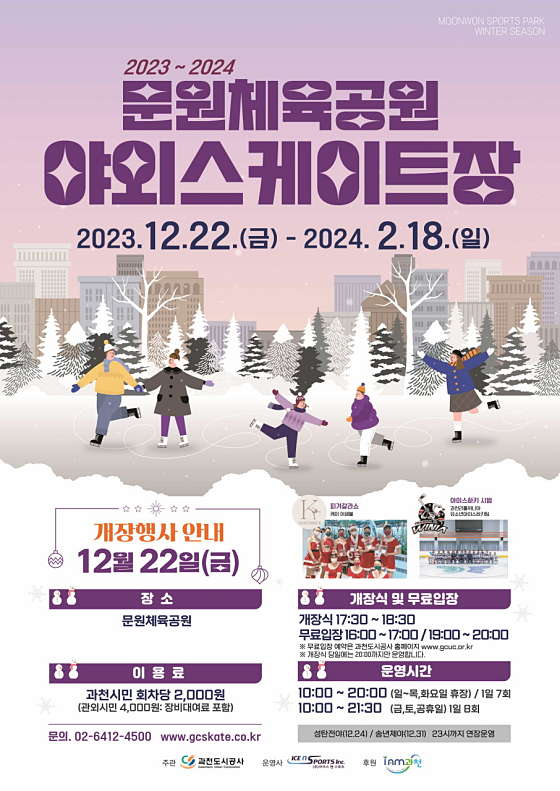 MOONWON SPORTS PARK
WINTER SEASON
2023 ~ 2024
문원체육공원
야외스케이트장
2023.12.22.(금) - 2024. 2.18.(일)
개장행사 안내
12월 22일(금)
피겨갈라쇼
아이스하키 시범
WINIA
장 소
문원체육공원
개장식 및 무료입장
개장식 17:30 ~ 18:30
무료입장 16:00 ~ 17:00 / 19:00 ~ 20:00
※ 무료입장 예약은 과천도시공사 홈페이지 www.gcuc.or.kr
※ 개장식 당일에는 20:00까지만 운영합니다.
이 용 료
과천시민 회차당 2,000원
(관외시민 4,000원: 장비대여료 포함)
운영시간
10:00 ~ 20:00 (일~목,화요일 휴장) / 1일 7회
10:00 ~ 21:30 (금,토,공휴일) 1일 8회
문의. 02-6412-4500 www.gcskate.co.kr
성탄전야(12.24) / 송년제야(12.31) 23시까지 연장운영
주관 과천도시공사 운영사 ICE n SPORTS Inc. 후원 inm과천